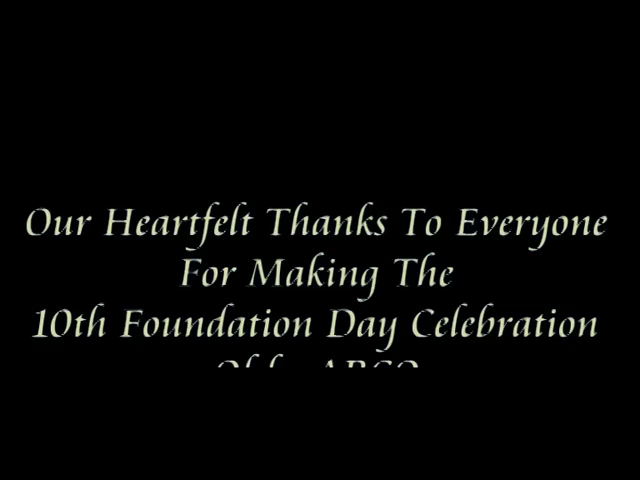 Our Heartfelt Thanks To Everyone
For Making The
10th Foundation Day Celebration